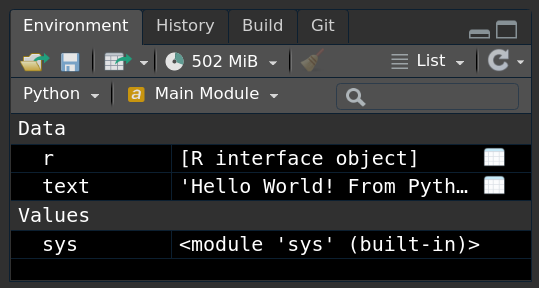 Environment History Build Git
502 MiB List
Python a Main Module
Data
r [R interface object]
text 'Hello World! From Pyth…
Values
sys <module 'sys' (built-in)>